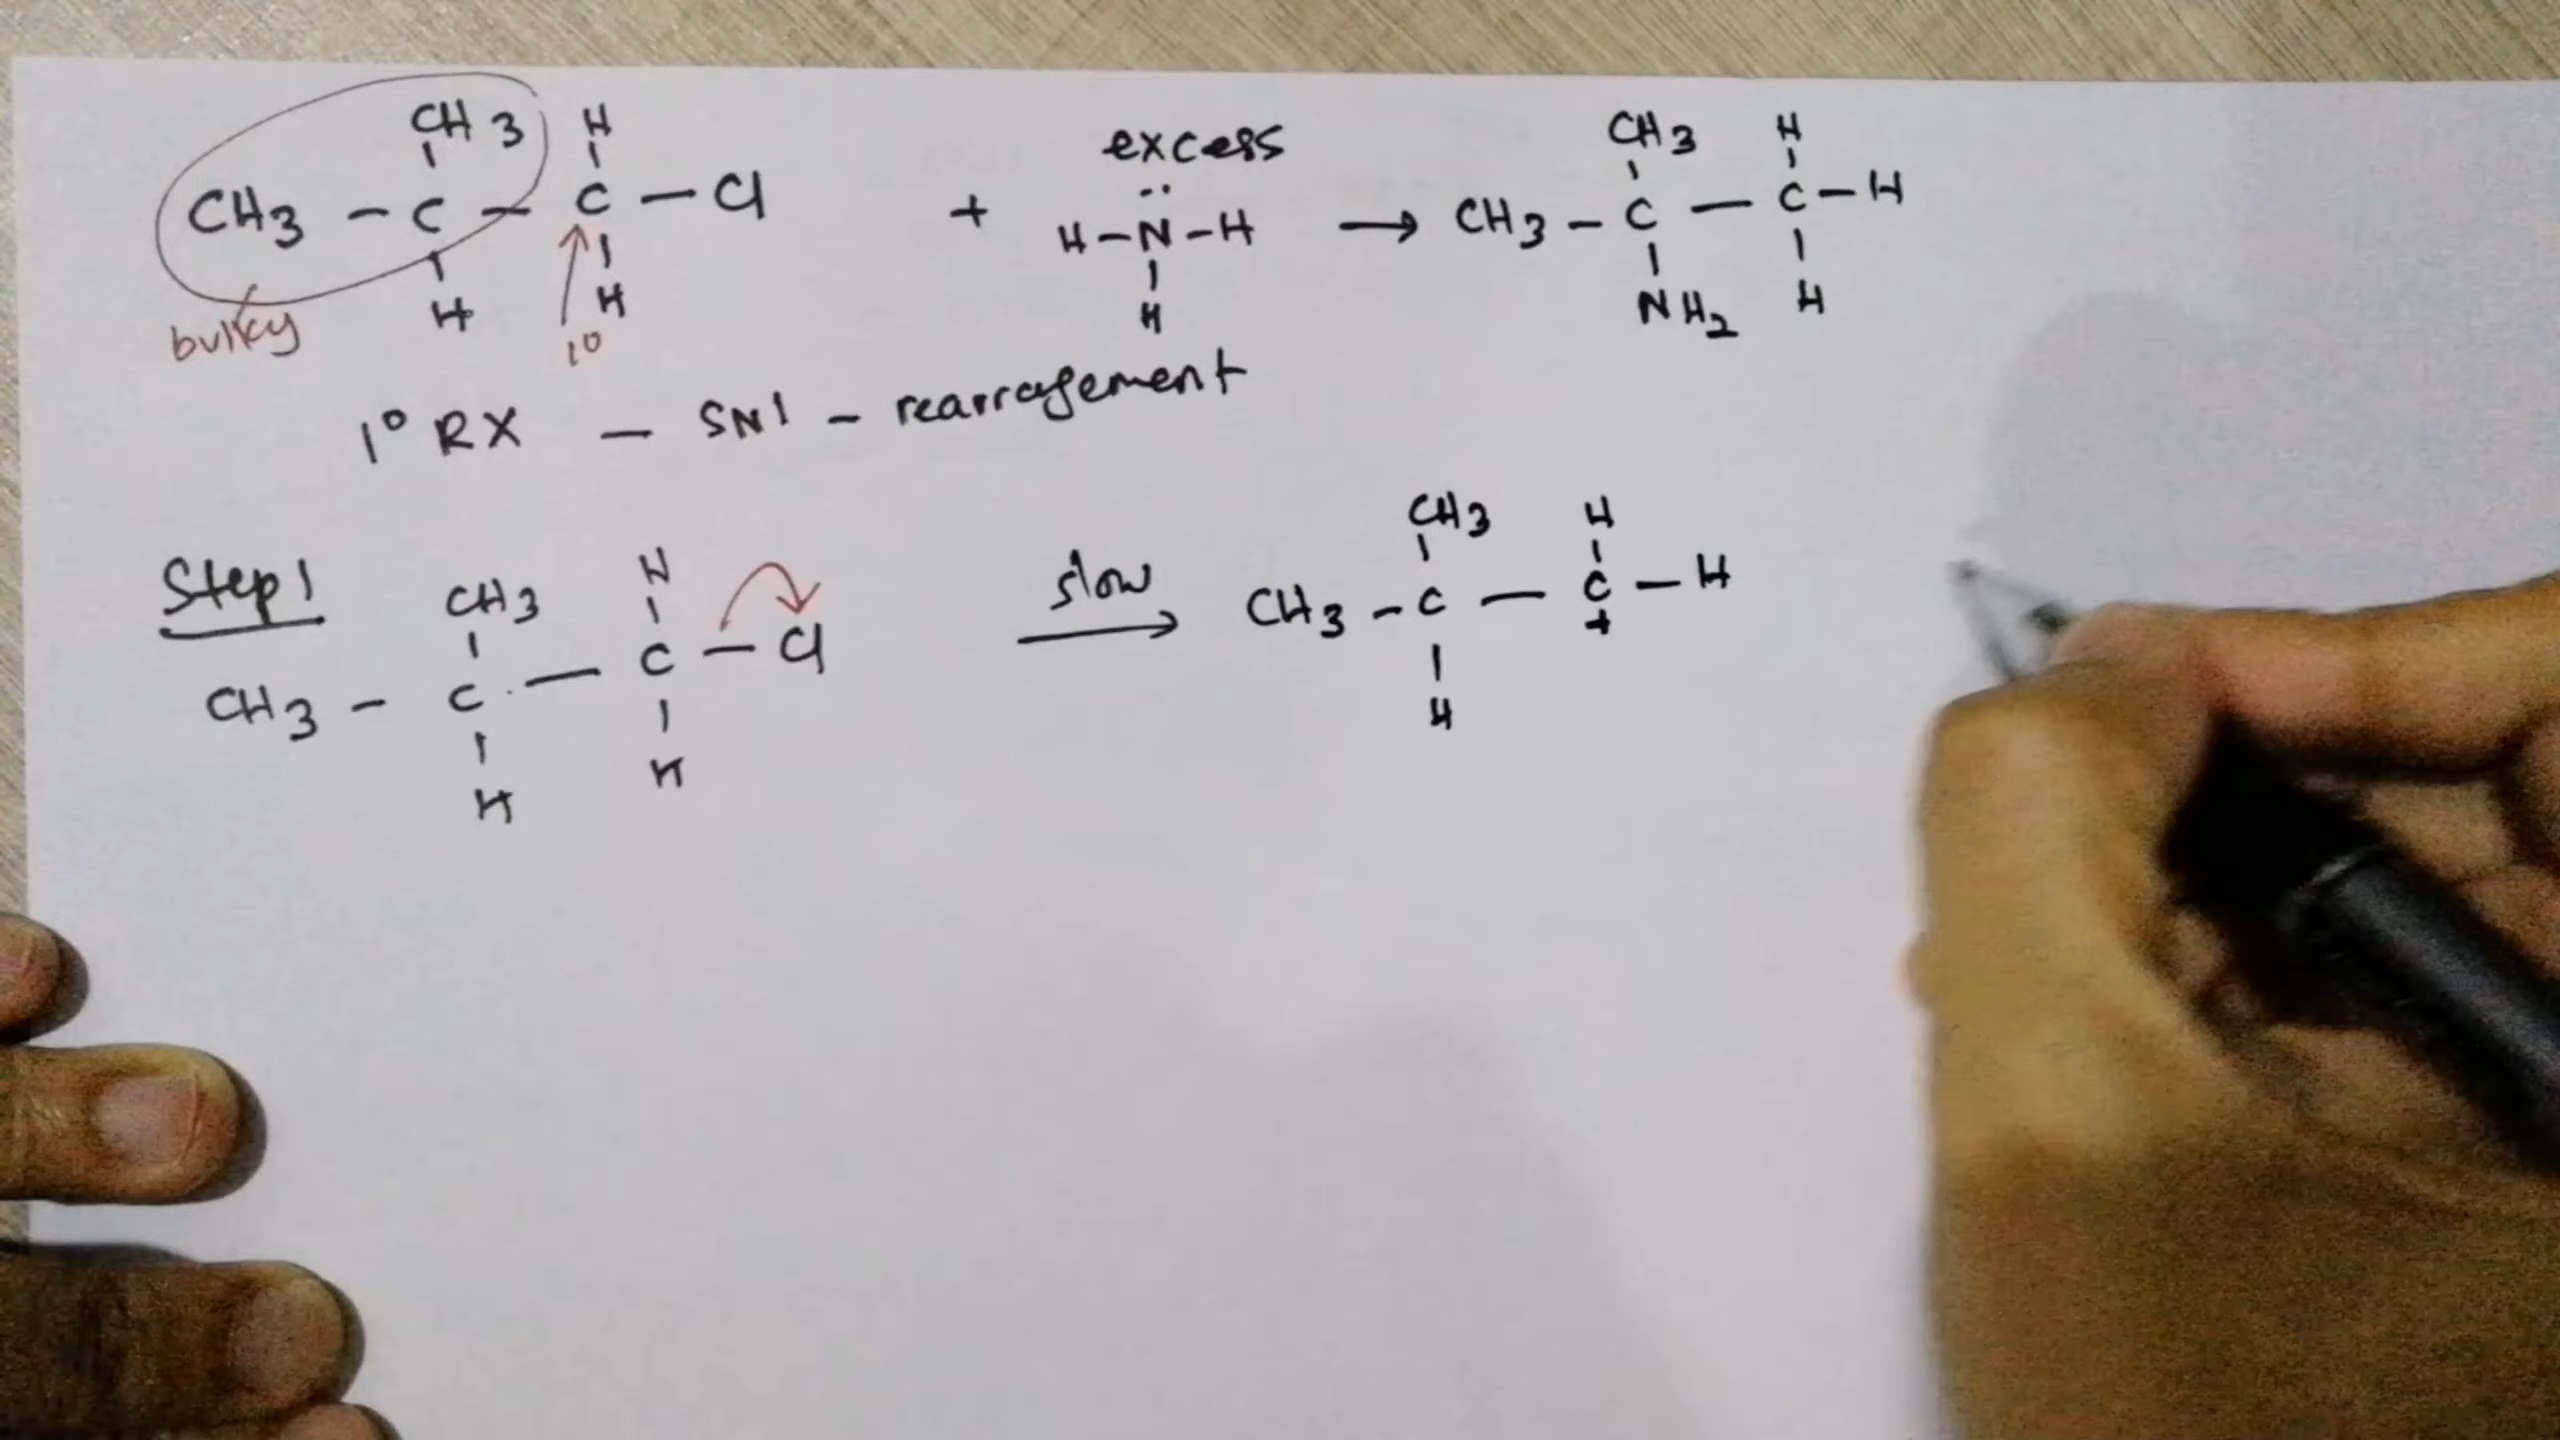 CH3 H excess CH3 H
CH3 - C - C - Cl + H - N̈ - H → CH3 - C - C - H
H H H NH2 H
bulky 1°
1° RX - SN1 - rearragement
Step 1 CH3 H slow CH3 H
CH3 - C - C - Cl → CH3 - C - C - H
+
H H H